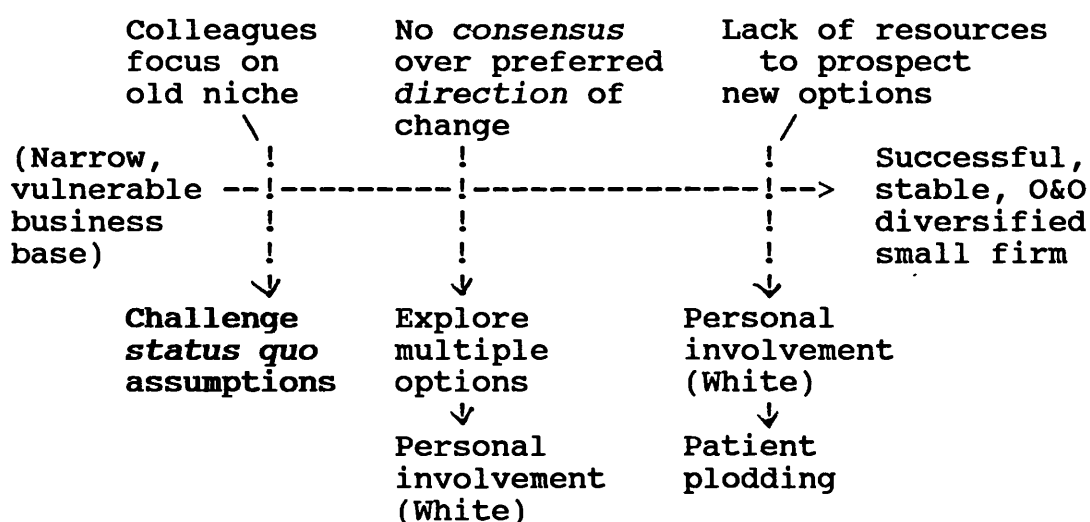 Colleagues
focus on
old niche
No consensus
over preferred
direction of
change
Lack of resources
to prospect
new options
(Narrow,
vulnerable
business
base)
Successful,
stable, O&O
diversified
small firm
Challenge
status quo
assumptions
Explore
multiple
options
Personal
involvement
(White)
Personal
involvement
(White)
Patient
plodding